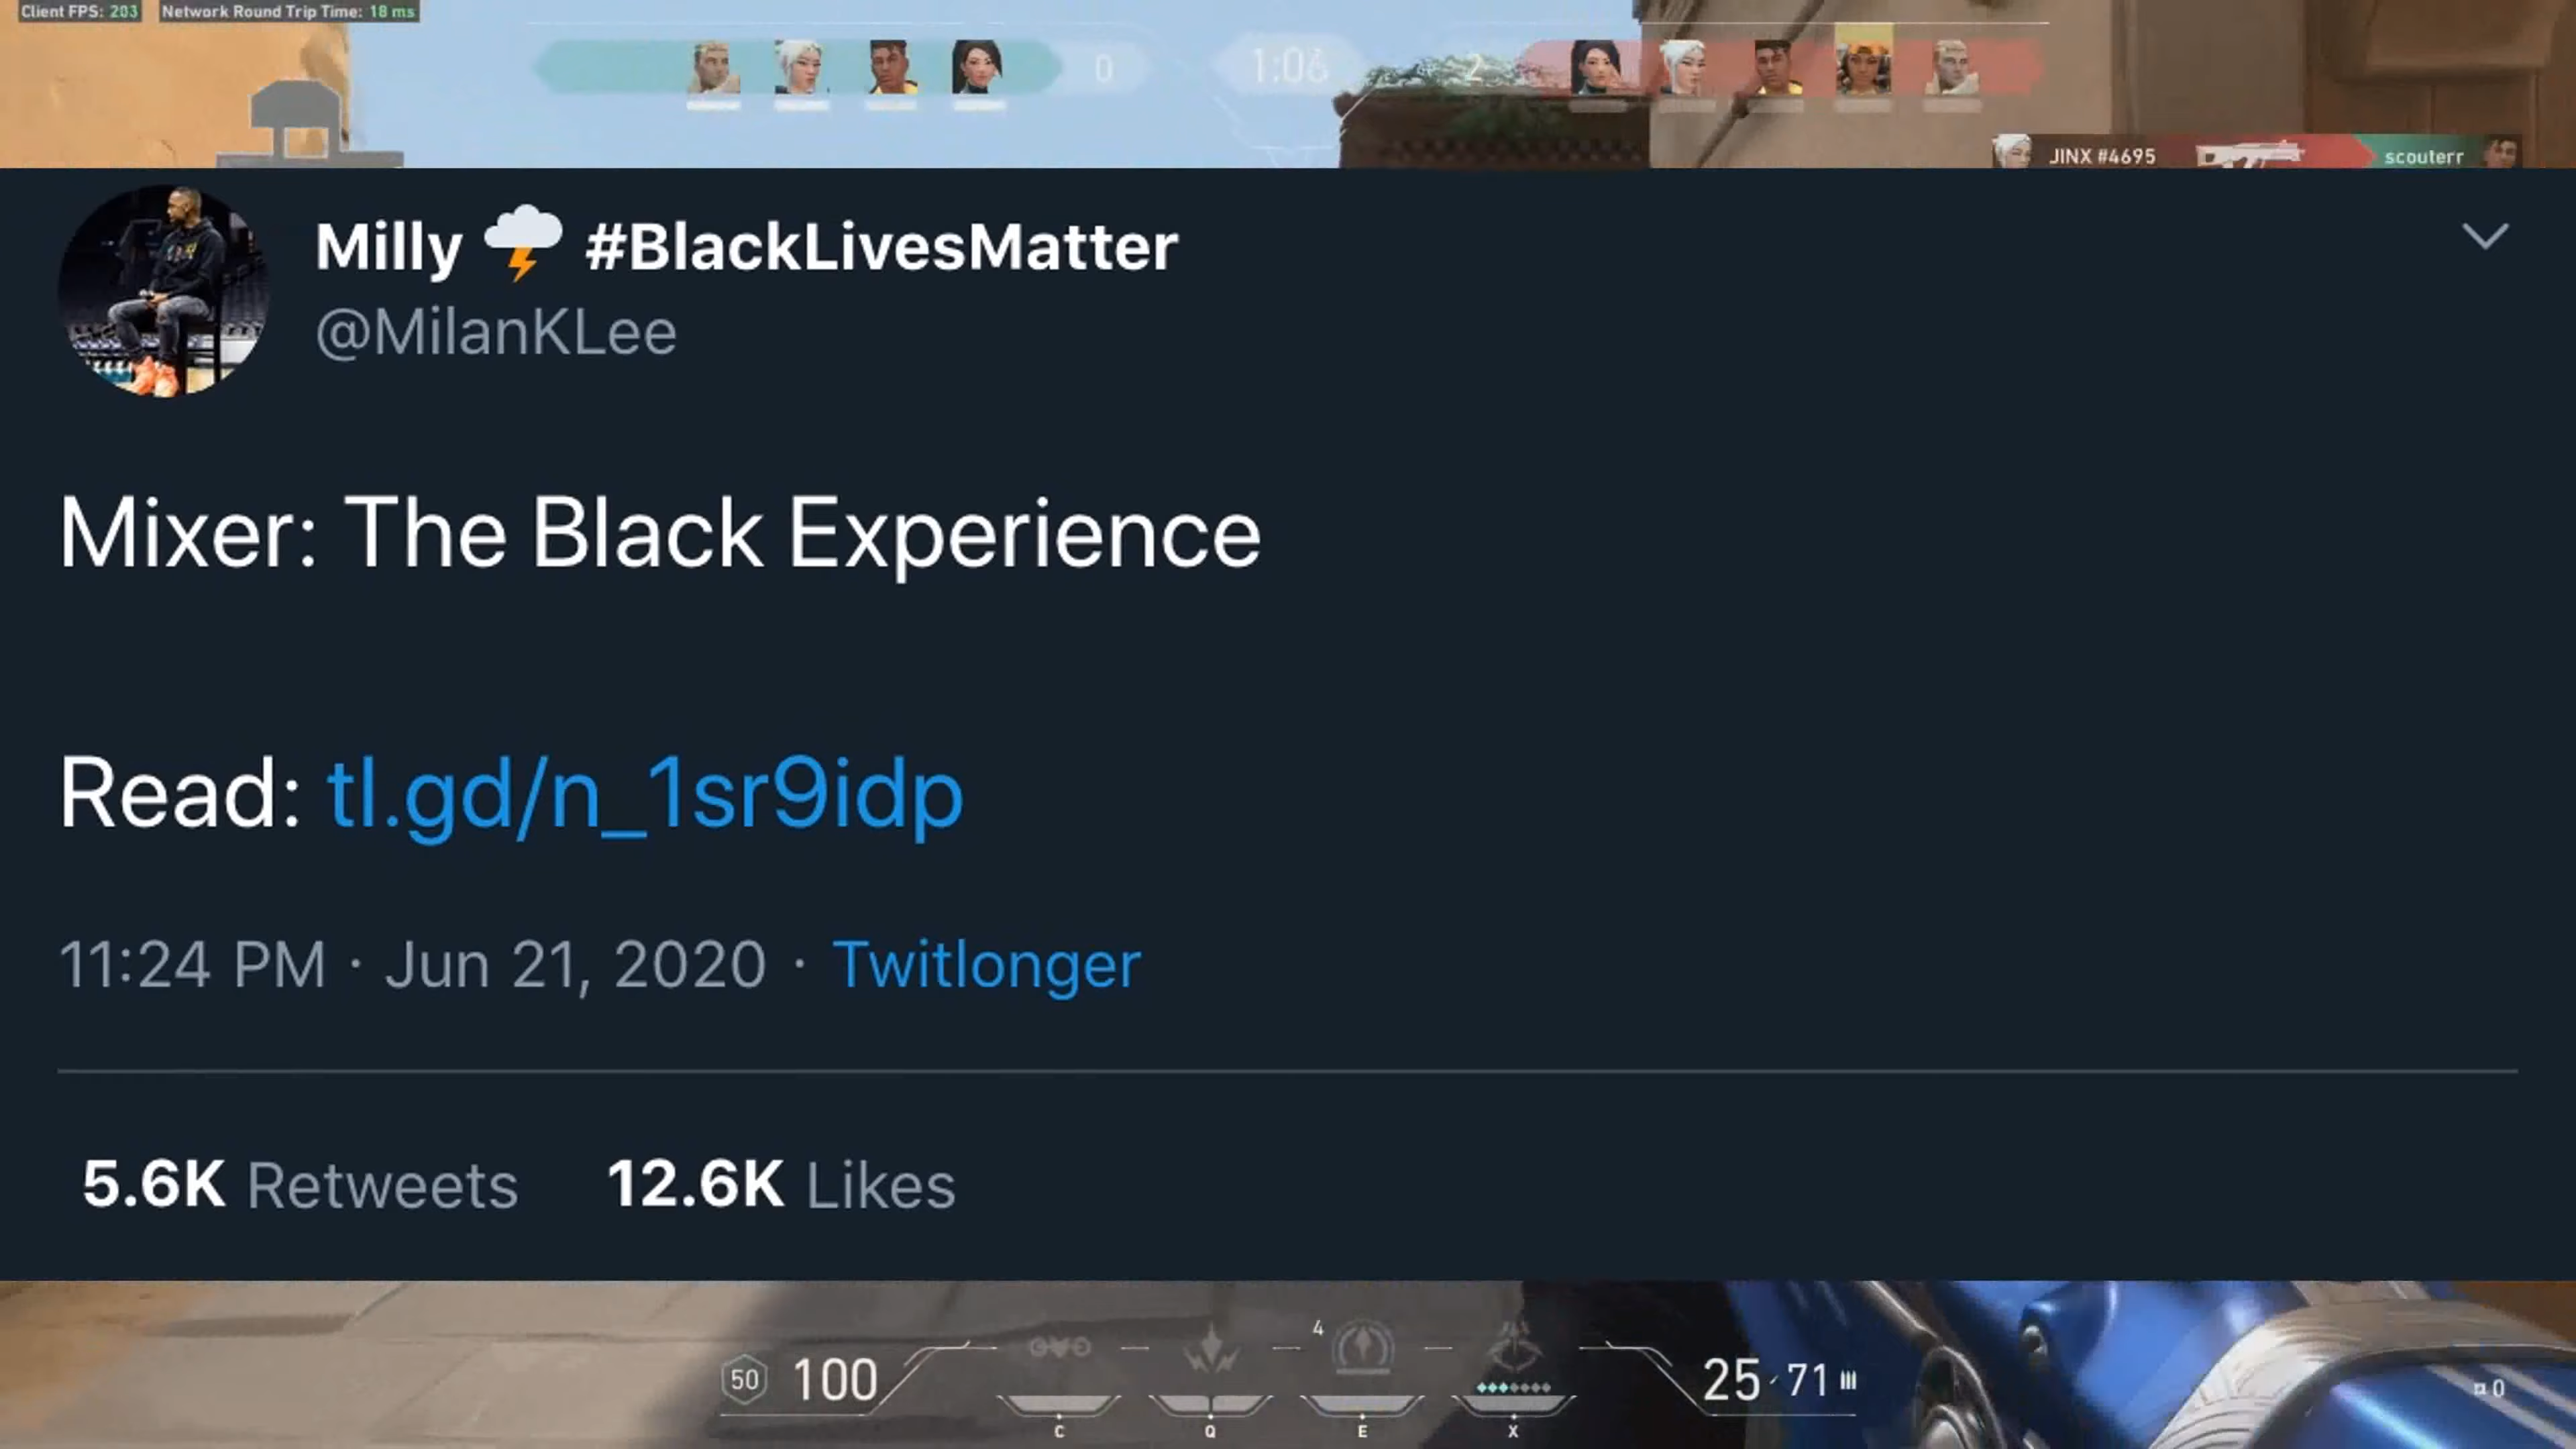 Client FPS: 203 Network Round Trip Time: 18 ms
0 1:06 2
JINX #4695 scouterr
Milly 🌩️ #BlackLivesMatter
@MilanKLee
Mixer: The Black Experience
Read: tl.gd/n_1sr9idp
11:24 PM · Jun 21, 2020 · Twitlonger
5.6K Retweets 12.6K Likes
4
50 100 25 71
0
C Q E X